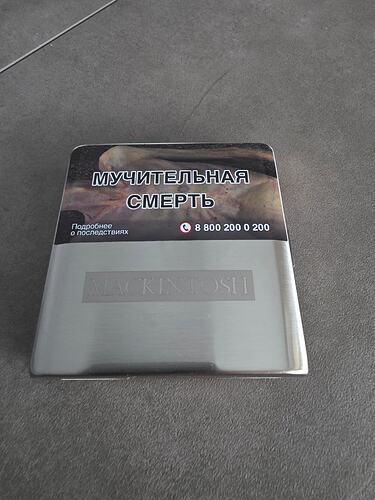 МУЧИТЕЛЬНАЯ
СМЕРТЬ
Подробнее
о последствиях
8 800 200 0 200
MACKINTOSH